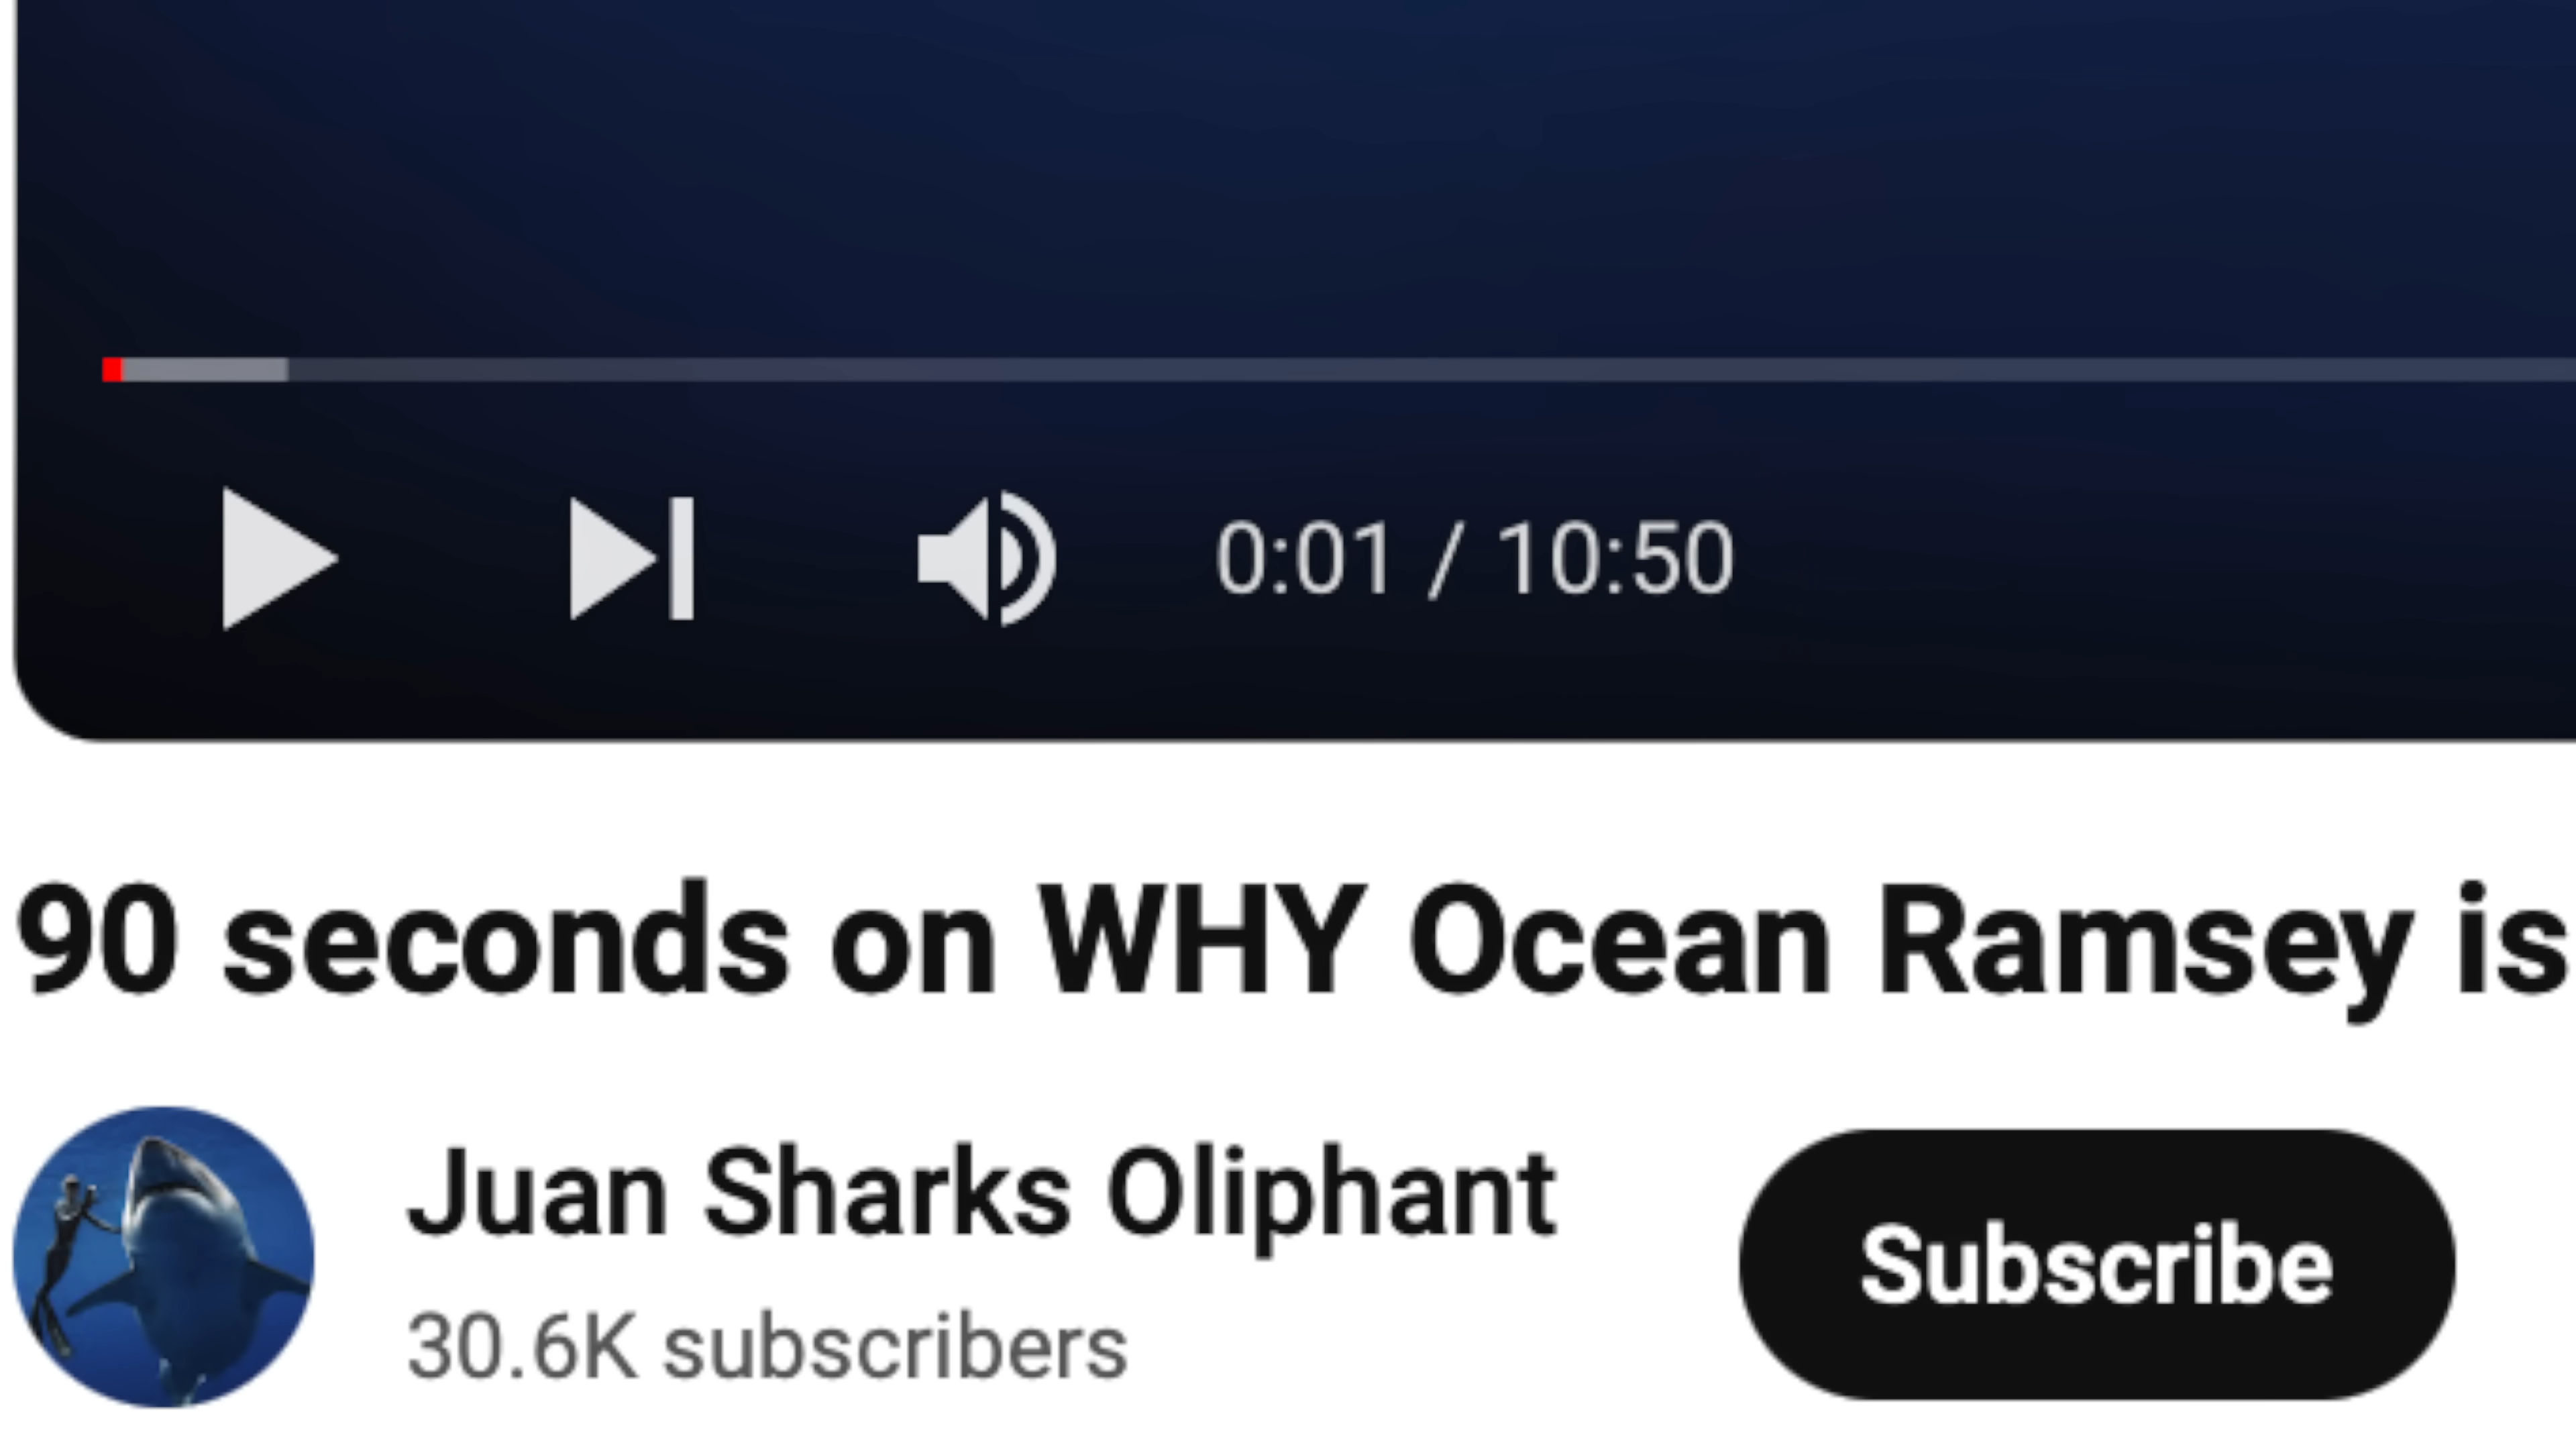 0:01 / 10:50
90 seconds on WHY Ocean Ramsey is
Juan Sharks Oliphant
Subscribe
30.6K subscribers